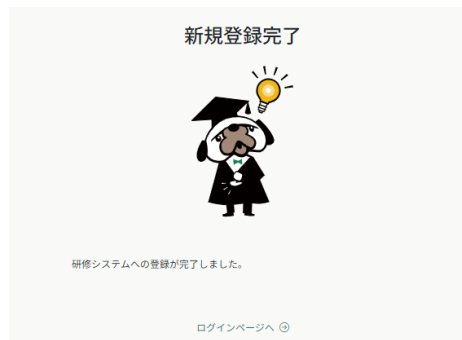 新規登録完了
研修システムへの登録が完了しました。
ログインページへ